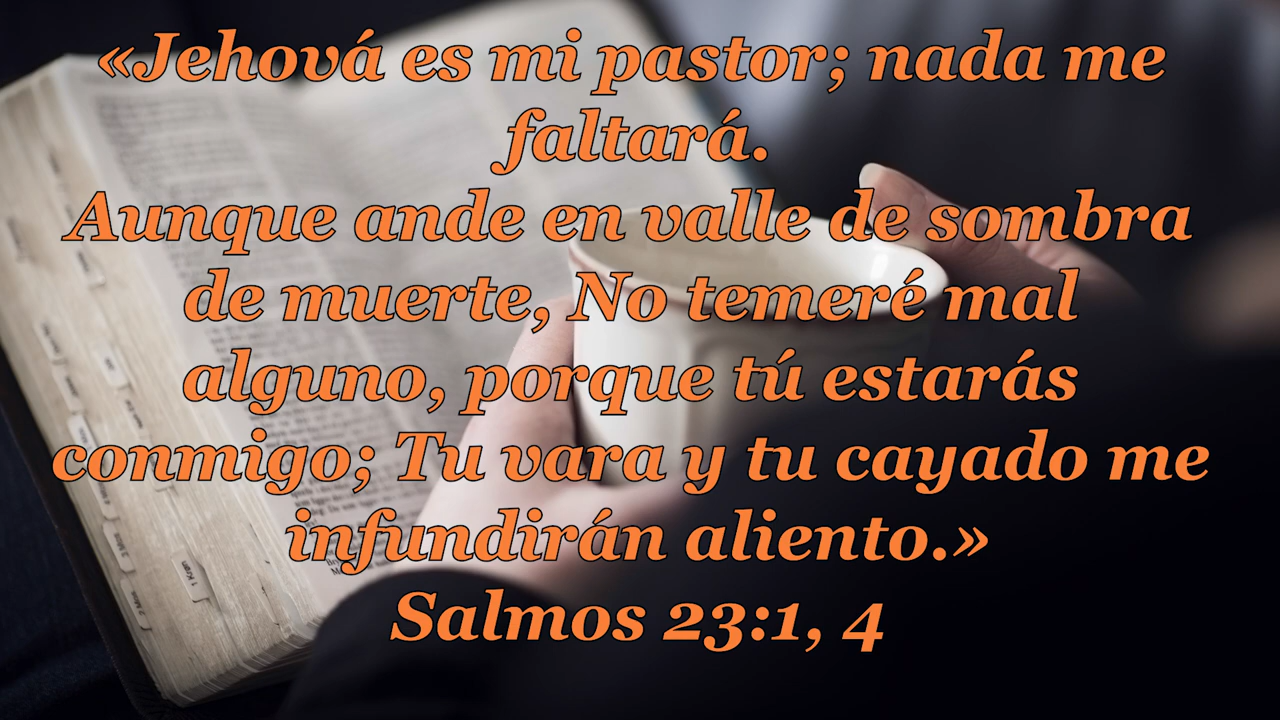 «Jehová es mi pastor; nada me
faltará.
Aunque ande en valle de sombra
de muerte, No temeré mal
alguno, porque tú estarás
conmigo; Tu vara y tu cayado me
infundirán aliento.»
Salmos 23:1, 4